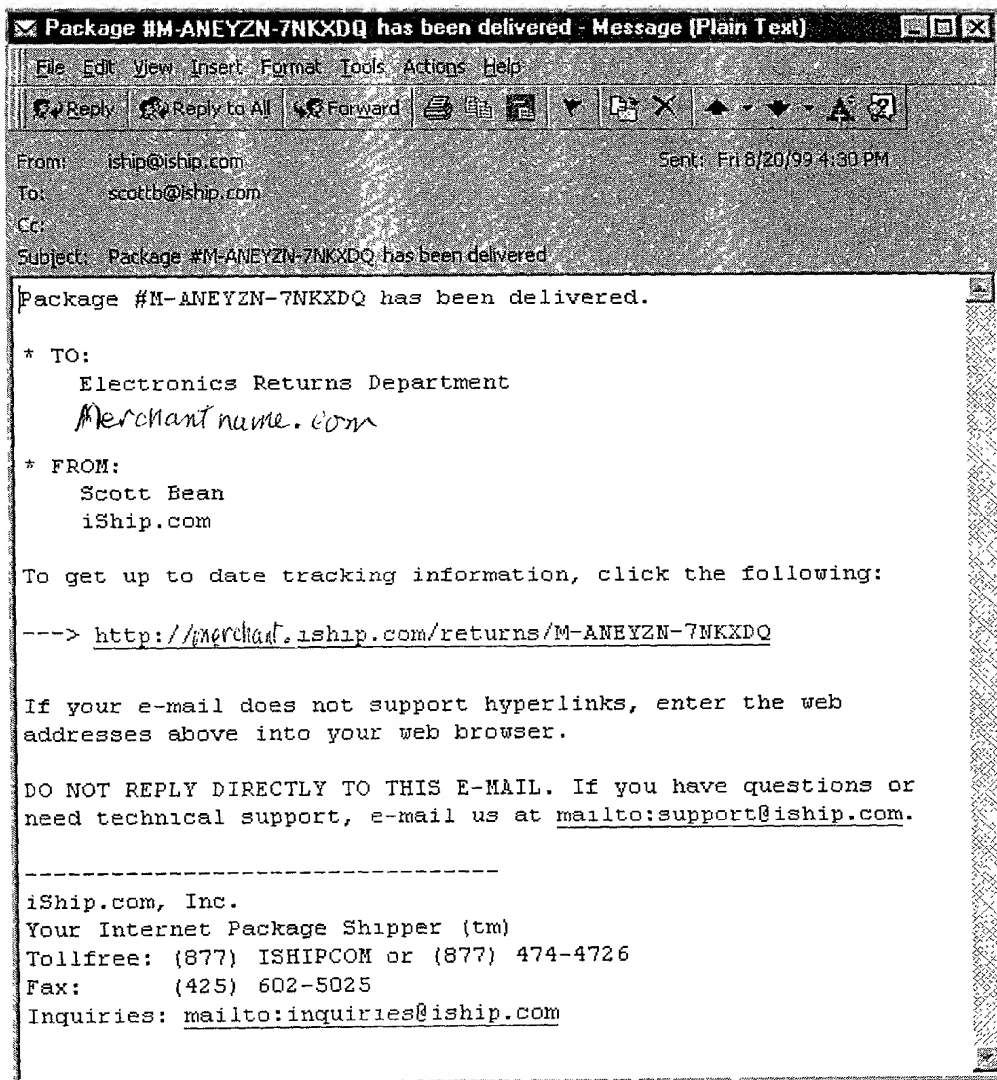 Package #M-ANEYZN-7NKXDQ has been delivered - Message (Plain Text)
File Edit View Insert Format Tools Actions Help
Reply Reply to All Forward
From: iship@iship.com Sent: Fri 8/20/99 4:30 PM
To: scottb@iship.com
Cc:
Subject: Package #M-ANEYZN-7NKXDQ has been delivered
Package #M-ANEYZN-7NKXDQ has been delivered.
* TO:
Electronics Returns Department
Merchantname.com
* FROM:
Scott Bean
iShip.com
To get up to date tracking information, click the following:
---> http://merchant.iship.com/returns/M-ANEYZN-7NKXDQ
If your e-mail does not support hyperlinks, enter the web
addresses above into your web browser.
DO NOT REPLY DIRECTLY TO THIS E-MAIL. If you have questions or
need technical support, e-mail us at mailto:support@iship.com.
---------------------------------
iShip.com, Inc.
Your Internet Package Shipper (tm)
Tollfree: (877) ISHIPCOM or (877) 474-4726
Fax: (425) 602-5025
Inquiries: mailto:inquiries@iship.com